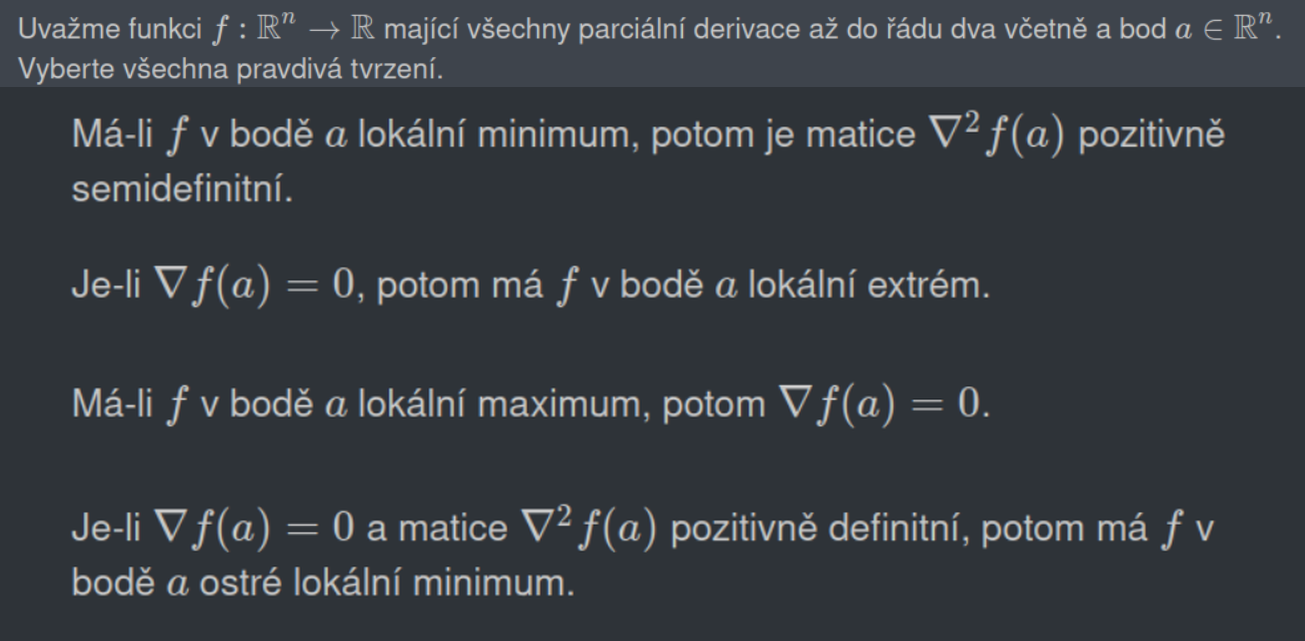 Uvažme funkci f : ℝⁿ → ℝ mající všechny parciální derivace až do řádu dva včetně a bod a ∈ ℝⁿ.
Vyberte všechna pravdivá tvrzení.
Má-li f v bodě a lokální minimum, potom je matice ∇²f(a) pozitivně
semidefinitní.
Je-li ∇f(a) = 0, potom má f v bodě a lokální extrém.
Má-li f v bodě a lokální maximum, potom ∇f(a) = 0.
Je-li ∇f(a) = 0 a matice ∇²f(a) pozitivně definitní, potom má f v
bodě a ostré lokální minimum.